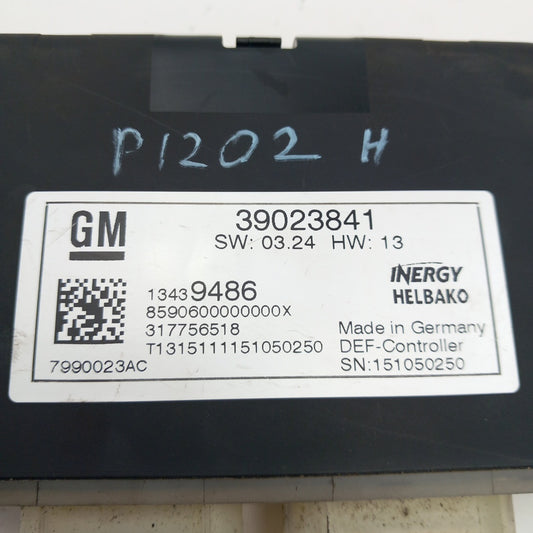 P1202 H
GM
39023841
SW: 03.24 HW: 13
INERGY
HELBAKO
13439486
8590600000000X
317756518
T1315111151050250
7990023AC
Made in Germany
DEF-Controller
SN:151050250